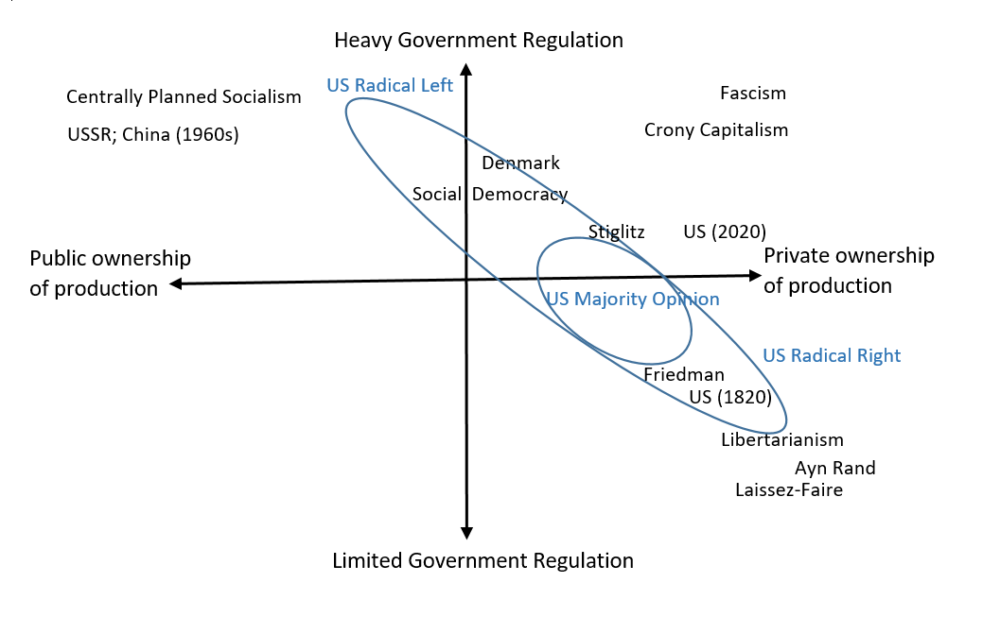 Heavy Government Regulation
US Radical Left
Centrally Planned Socialism
Fascism
USSR; China (1960s)
Crony Capitalism
Denmark
Social Democracy
Stiglitz
US (2020)
Public ownership
of production
Private ownership
of production
US Majority Opinion
US Radical Right
Friedman
US (1820)
Libertarianism
Ayn Rand
Laissez-Faire
Limited Government Regulation